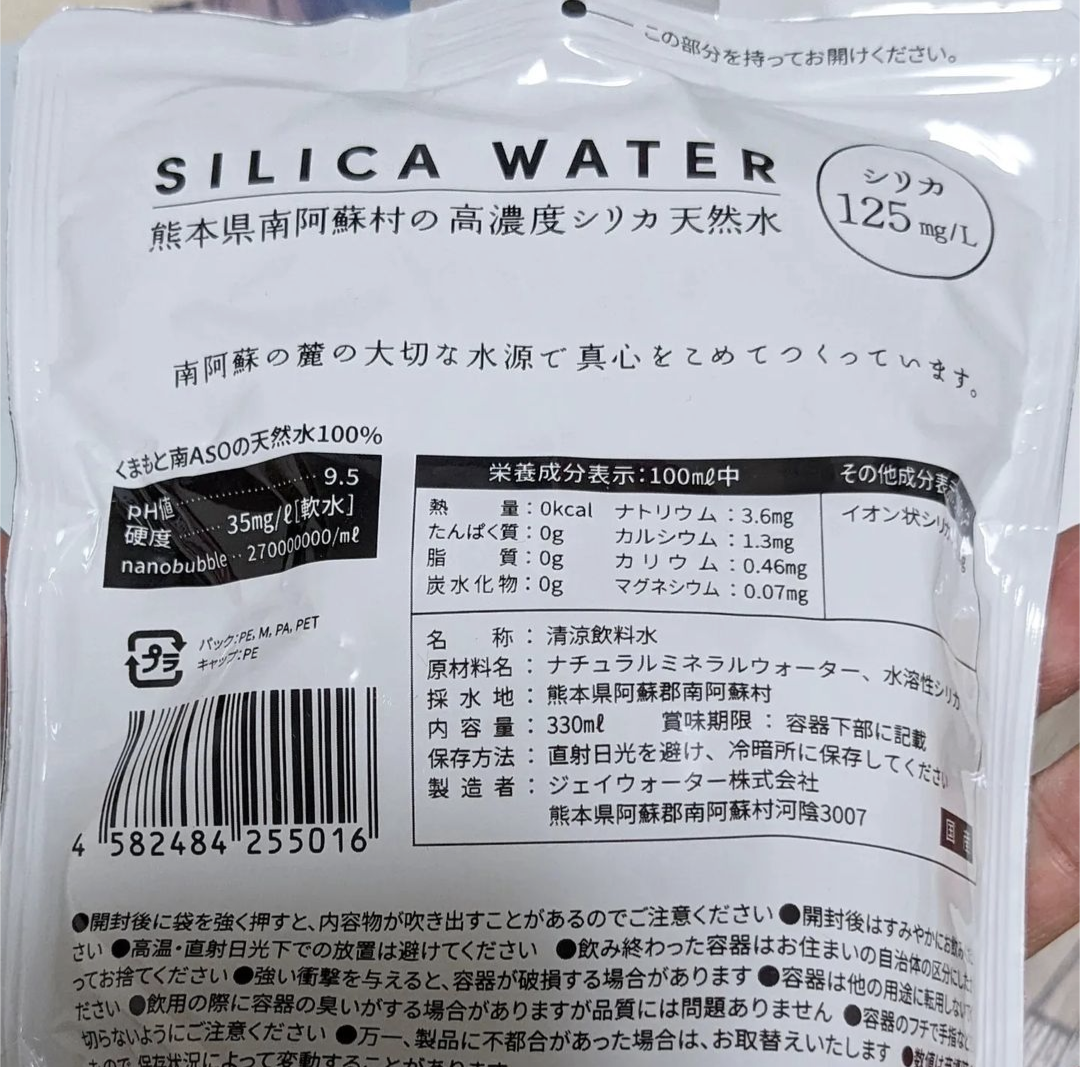 この部分を持ってお開けください。
SILICA WATER
熊本県南阿蘇村の高濃度シリカ天然水
シリカ
125mg/L
南阿蘇の麓の大切な水源で真心をこめてつくっています。
くまもと南ASOの天然水100%
PH値 ………… 9.5
硬度 …… 35mg/ℓ[軟水]
nanobubble ·· 270000000/mℓ
栄養成分表示：100mℓ中
熱量：0kcal ナトリウム：3.6mg
たんぱく質：0g カルシウム：1.3mg
脂質：0g カリウム：0.46mg
炭水化物：0g マグネシウム：0.07mg
その他成分表
イオン状シリカ
プラ
パック:PE, M, PA, PET
キャップ:PE
名称：清涼飲料水
原材料名：ナチュラルミネラルウォーター、水溶性シリカ
採水地：熊本県阿蘇郡南阿蘇村
内容量：330mℓ 賞味期限：容器下部に記載
保存方法：直射日光を避け、冷暗所に保存してください
製造者：ジェイウォーター株式会社
熊本県阿蘇郡南阿蘇村河陰3007
国産
4 582484 255016
●開封後に袋を強く押すと、内容物が吹き出すことがあるのでご注意ください ●開封後はすみやかにお飲み
さい ●高温・直射日光下での放置は避けてください ●飲み終わった容器はお住まいの自治体の区分にした
ってお捨てください ●強い衝撃を与えると、容器が破損する場合があります ●容器は他の用途に転用しない
ださい ●飲用の際に容器の臭いがする場合がありますが品質には問題ありません ●容器のフチで手指な
切らないようにご注意ください ●万一、製品に不都合があった場合は、お取替えいたします ●数値は
もので、保存状況によって変動することがあります